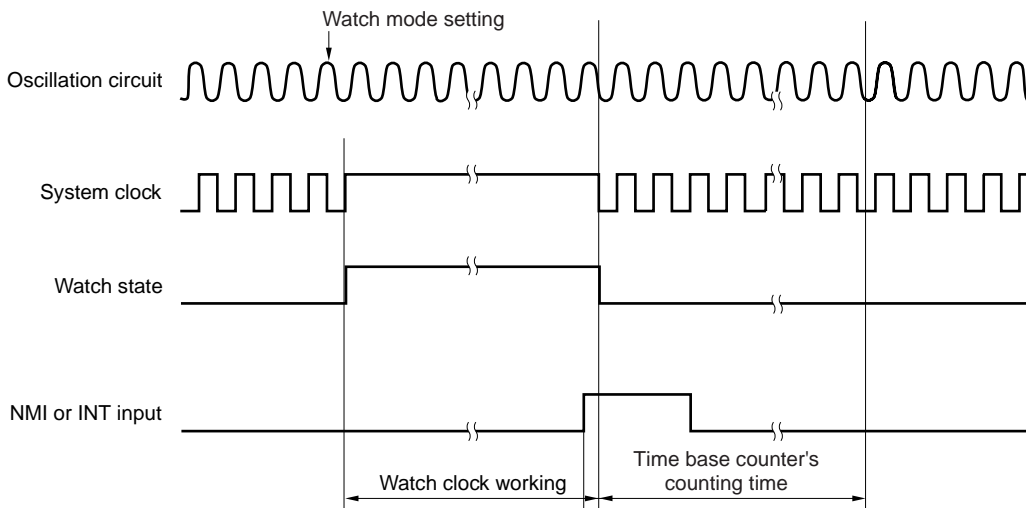 Watch mode setting
Oscillation circuit
System clock
Watch state
NMI or INT input
Watch clock working
Time base counter's
counting time